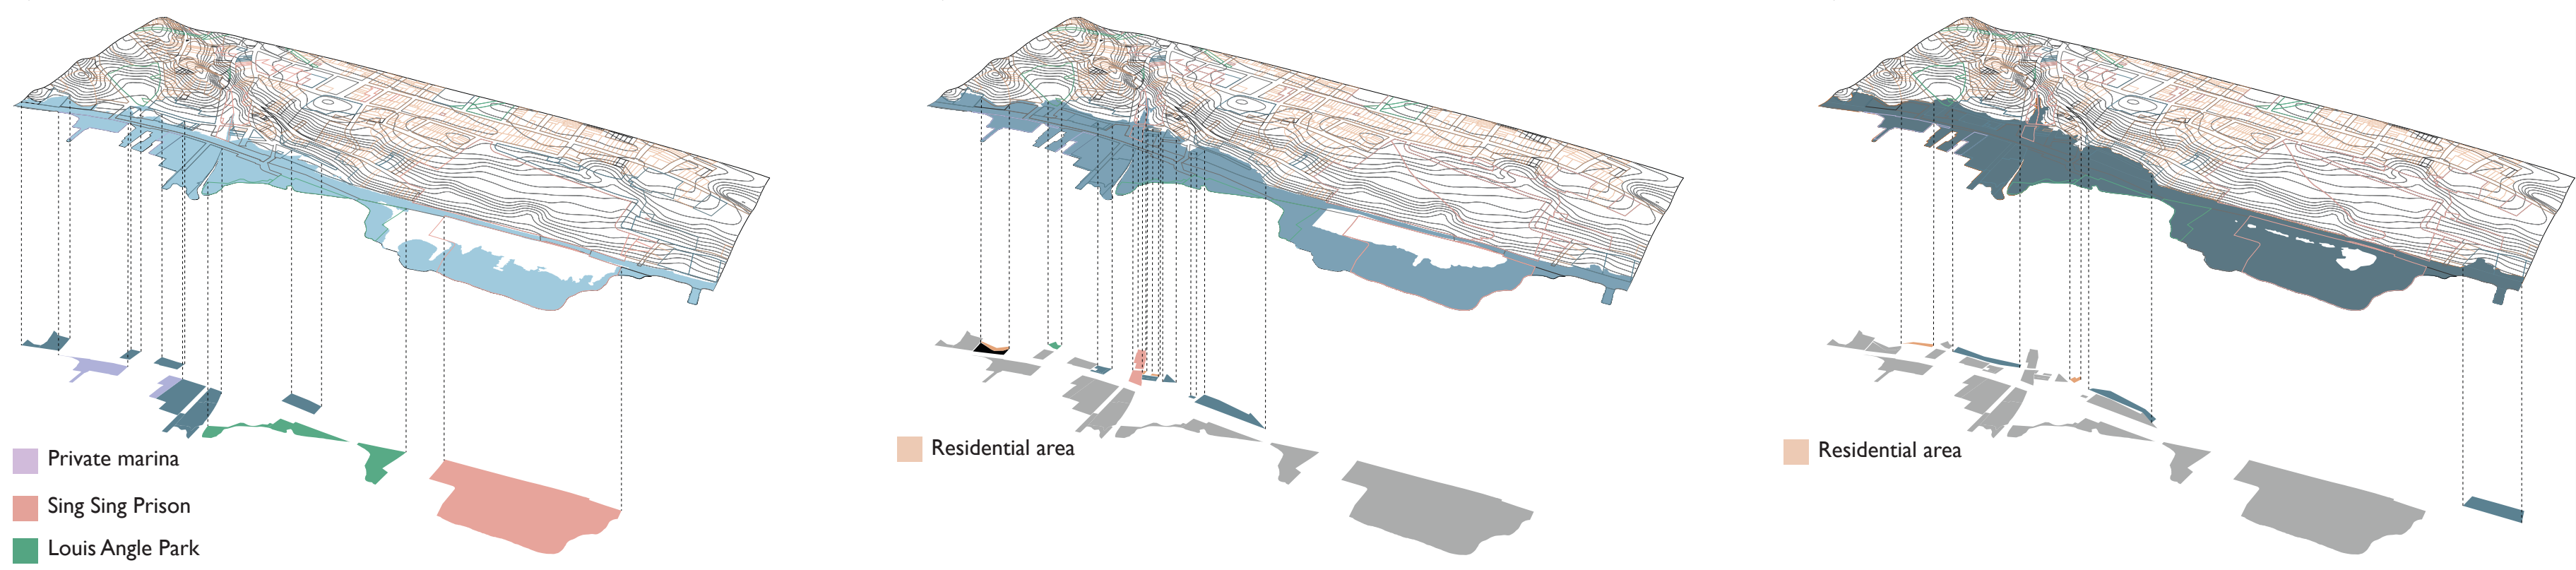 Private marina
Sing Sing Prison
Louis Angle Park
Residential area
Residential area